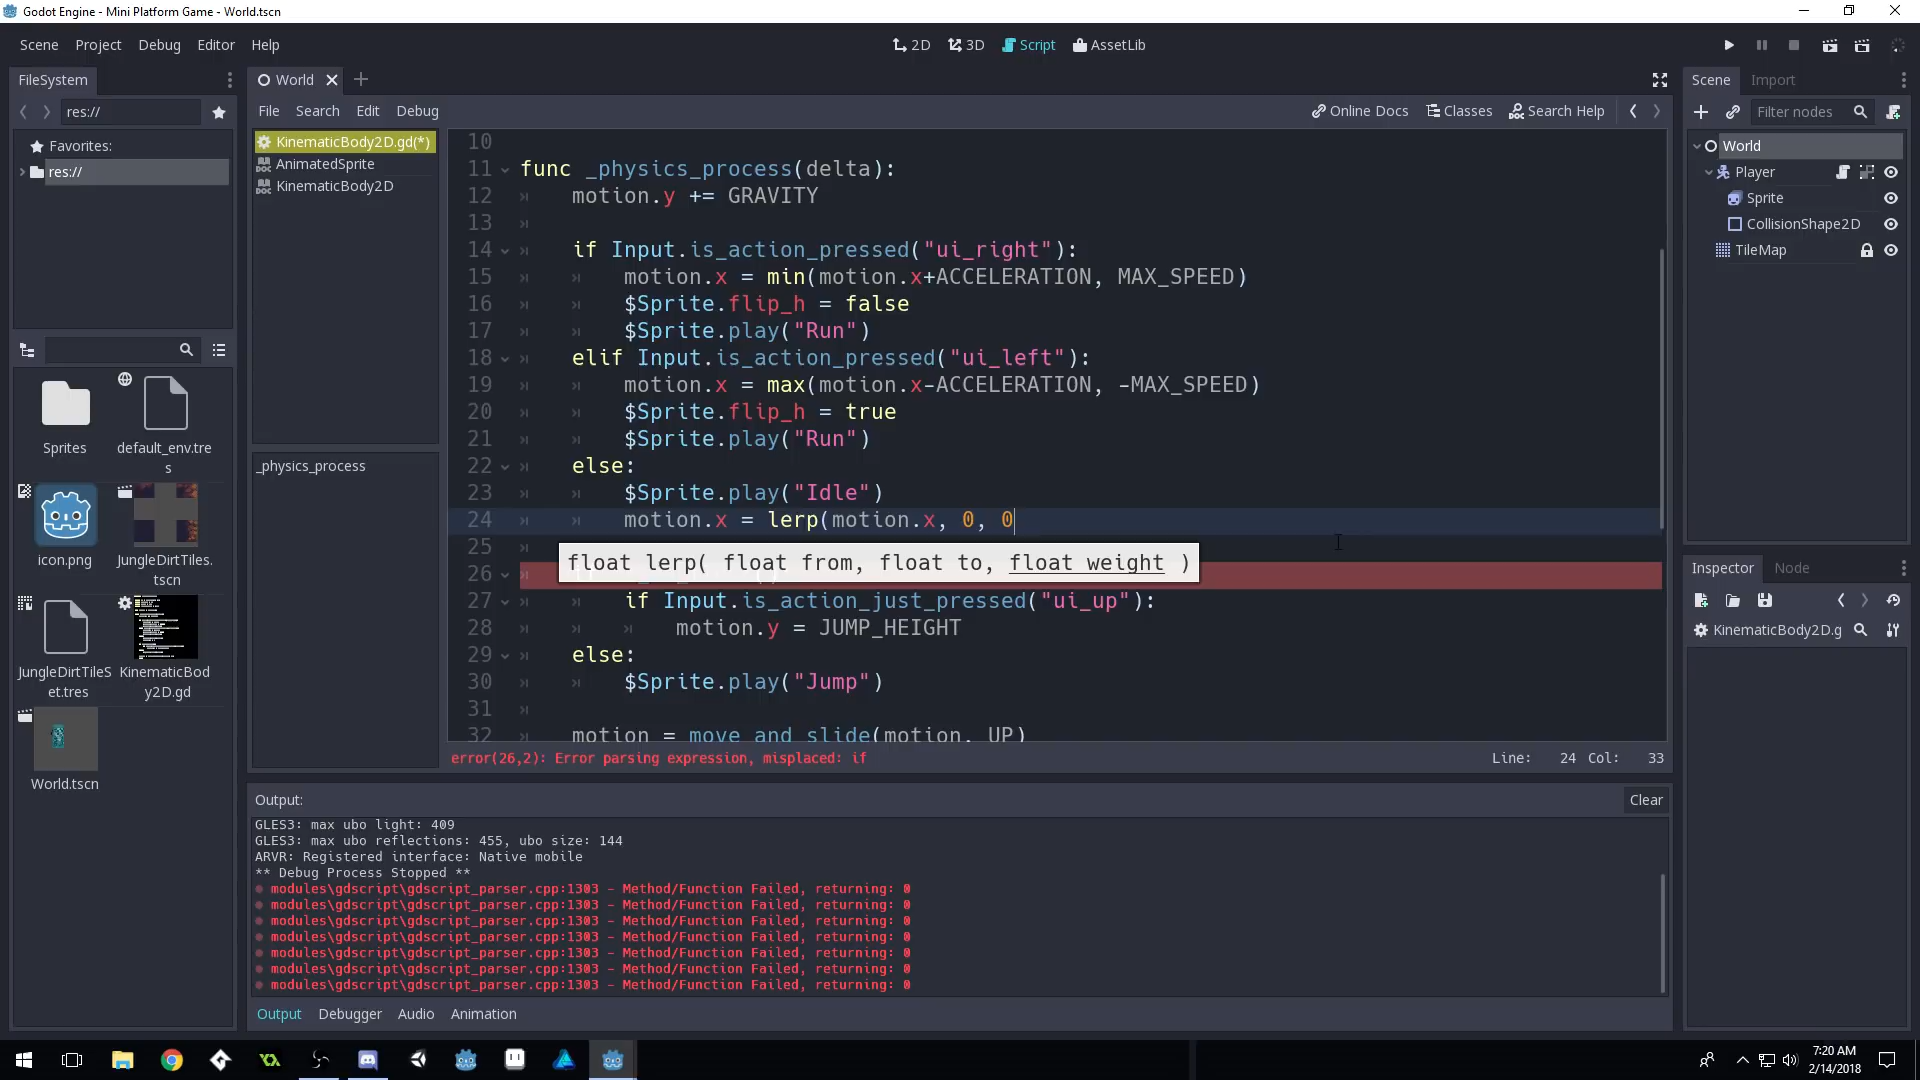 Godot Engine - Mini Platform Game - World.tscn
Scene Project Debug Editor Help
2D 3D Script AssetLib
FileSystem
res://
Favorites:
res://
Sprites
default_env.tre
s
icon.png
JungleDirtTiles.
tscn
JungleDirtTileS
et.tres
KinematicBod
y2D.gd
World.tscn
World
File Search Edit Debug
Online Docs Classes Search Help
KinematicBody2D.gd(*)
AnimatedSprite
KinematicBody2D
_physics_process
10
11 func _physics_process(delta):
12 motion.y += GRAVITY
13
14 if Input.is_action_pressed("ui_right"):
15 motion.x = min(motion.x+ACCELERATION, MAX_SPEED)
16 $Sprite.flip_h = false
17 $Sprite.play("Run")
18 elif Input.is_action_pressed("ui_left"):
19 motion.x = max(motion.x-ACCELERATION, -MAX_SPEED)
20 $Sprite.flip_h = true
21 $Sprite.play("Run")
22 else:
23 $Sprite.play("Idle")
24 motion.x = lerp(motion.x, 0, 0
25
float lerp( float from, float to, float weight )
26
27 if Input.is_action_just_pressed("ui_up"):
28 motion.y = JUMP_HEIGHT
29 else:
30 $Sprite.play("Jump")
31
32 motion = move_and_slide(motion, UP)
error(26,2): Error parsing expression, misplaced: if
Line: 24 Col: 33
Output:
Clear
GLES3: max ubo light: 409
GLES3: max ubo reflections: 455, ubo size: 144
ARVR: Registered interface: Native mobile
** Debug Process Stopped **
modules\gdscript\gdscript_parser.cpp:1303 - Method/Function Failed, returning: 0
modules\gdscript\gdscript_parser.cpp:1303 - Method/Function Failed, returning: 0
modules\gdscript\gdscript_parser.cpp:1303 - Method/Function Failed, returning: 0
modules\gdscript\gdscript_parser.cpp:1303 - Method/Function Failed, returning: 0
modules\gdscript\gdscript_parser.cpp:1303 - Method/Function Failed, returning: 0
modules\gdscript\gdscript_parser.cpp:1303 - Method/Function Failed, returning: 0
modules\gdscript\gdscript_parser.cpp:1303 - Method/Function Failed, returning: 0
Output Debugger Audio Animation
Scene Import
Filter nodes
World
Player
Sprite
CollisionShape2D
TileMap
Inspector Node
KinematicBody2D.g
7:20 AM
2/14/2018